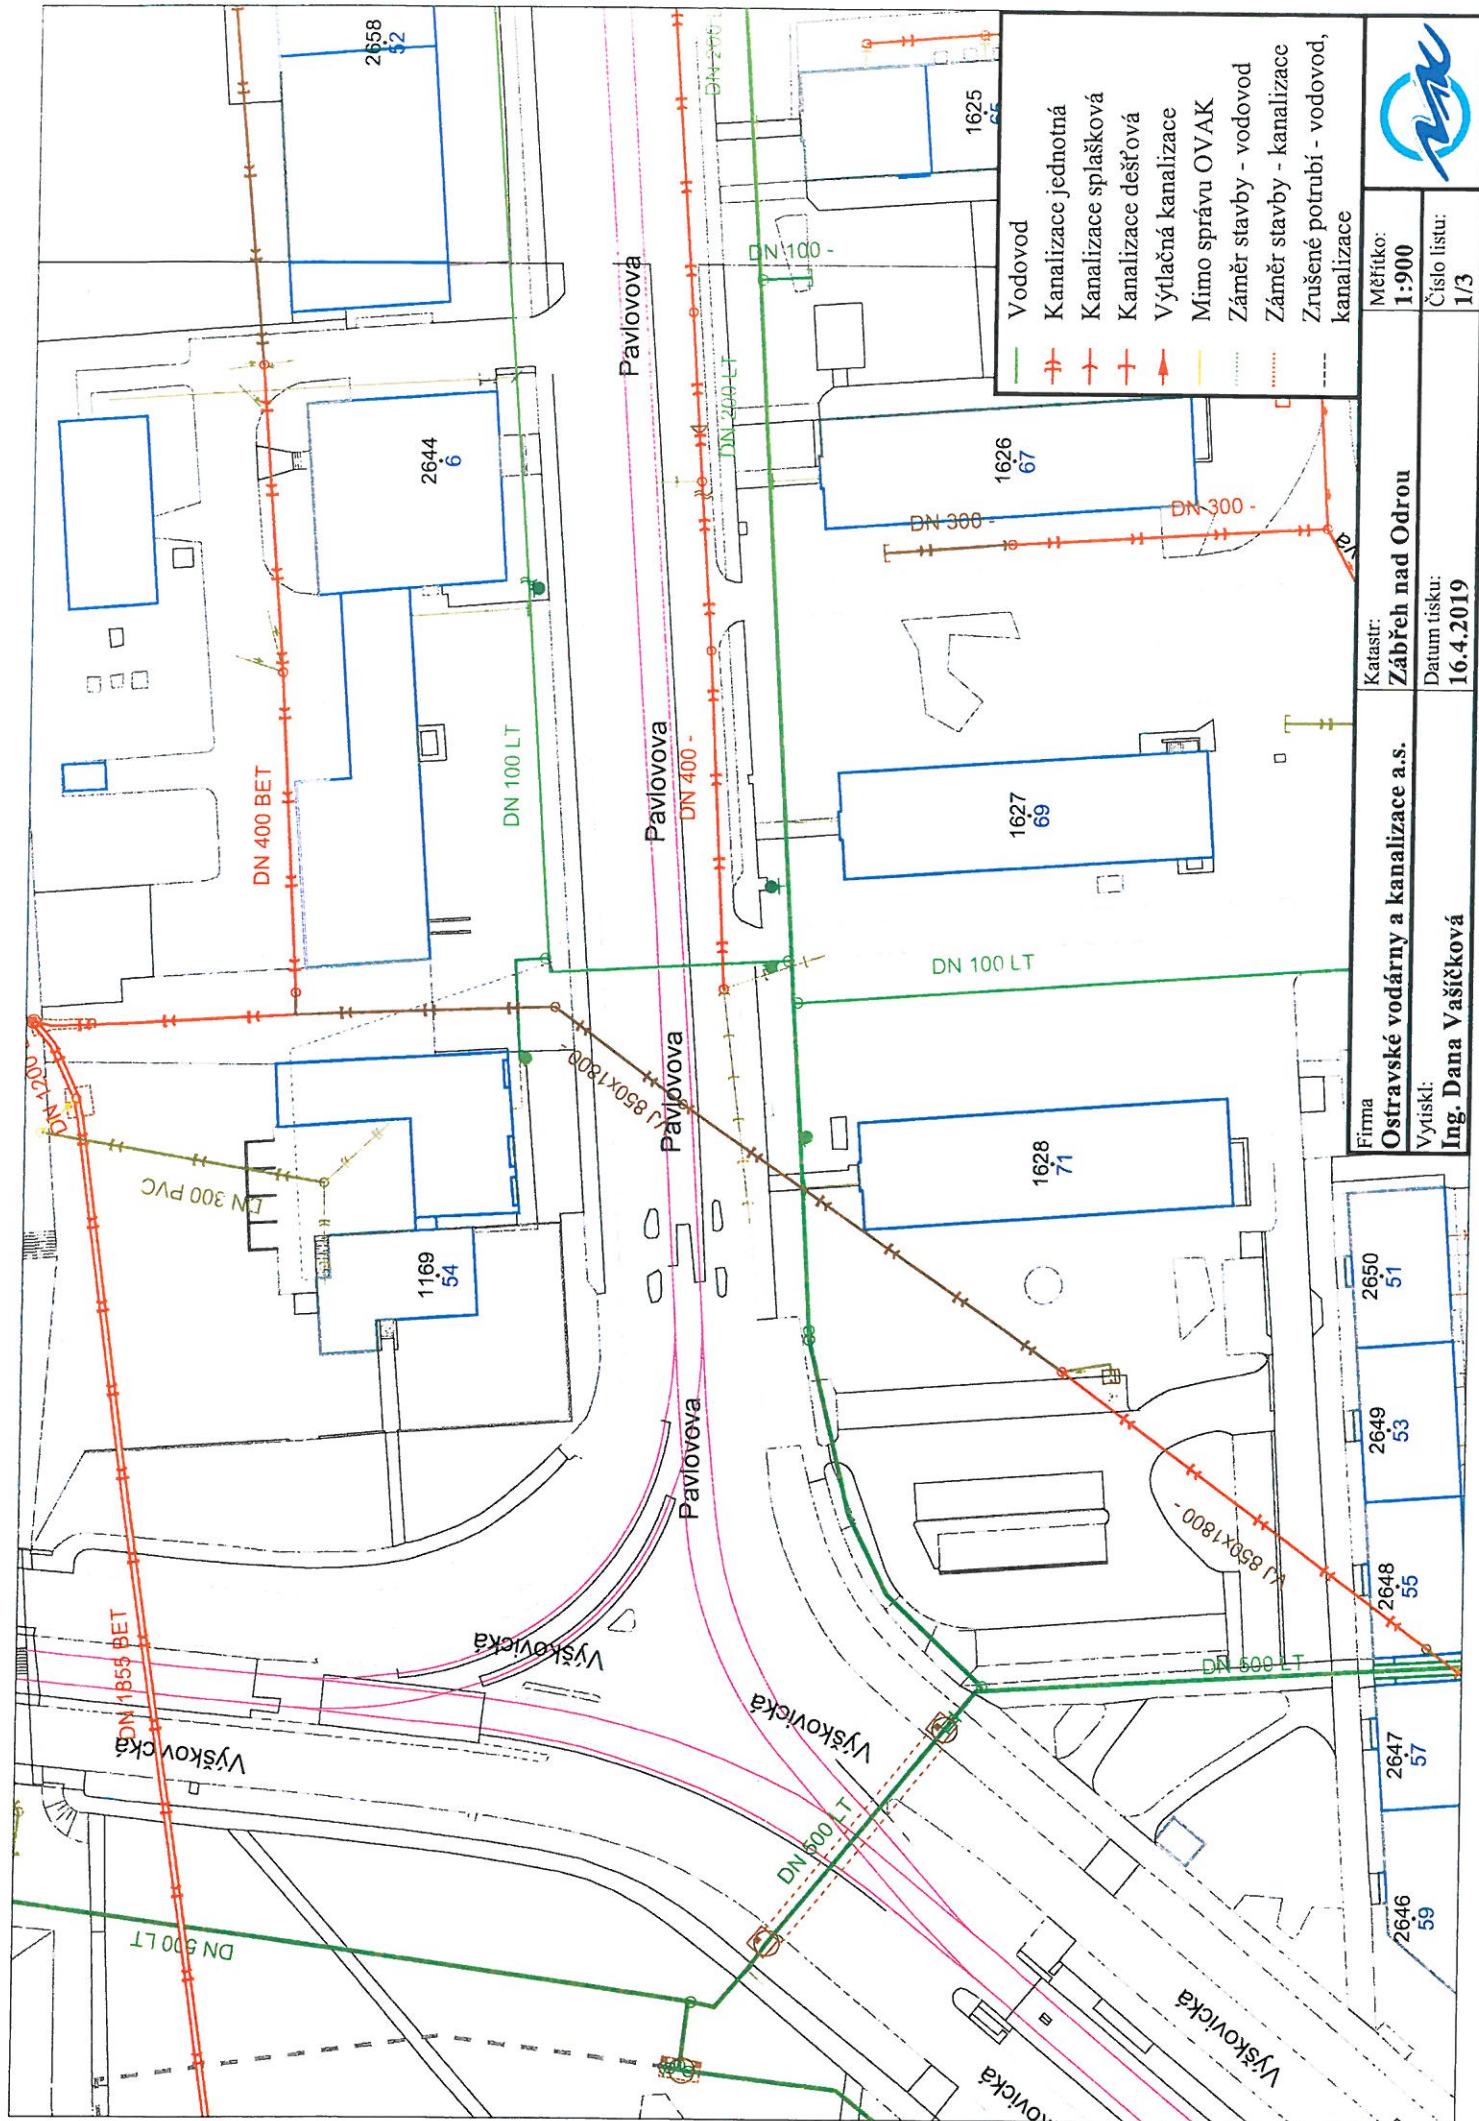 2658
52
DN 200
1625
65
Pavlovova
DN 100 -
2644
6
DN 200 LT
1626
67
DN 300 -
DN 300 -
DN 400 BET
DN 100 LT
Pavlovova
DN 400 -
1627
69
DN 100 LT
DN 1200 -
DN 300 PVC
1169
54
VJ 850x1800 -
Pavlovova
1628
71
Pavlovova
VJ 850x1800 -
DN 1855 BET
Výškovická
Výškovická
Výškovická
DN 500 LT
DN 500 LT
DN 500 LT
Výškovická
2650
51
2649
53
2648
55
2647
57
2646
59
Vodovod
Kanalizace jednotná
Kanalizace splašková
Kanalizace dešťová
Výtlačná kanalizace
Mimo správu OVAK
Záměr stavby - vodovod
Záměr stavby - kanalizace
Zrušené potrubí - vodovod,
kanalizace
Firma
Ostravské vodárny a kanalizace a.s.
Katastr:
Zábřeh nad Odrou
Měřítko:
1:900
Vytiskl:
Ing. Dana Vašíčková
Datum tisku:
16.4.2019
Číslo listu:
1/3